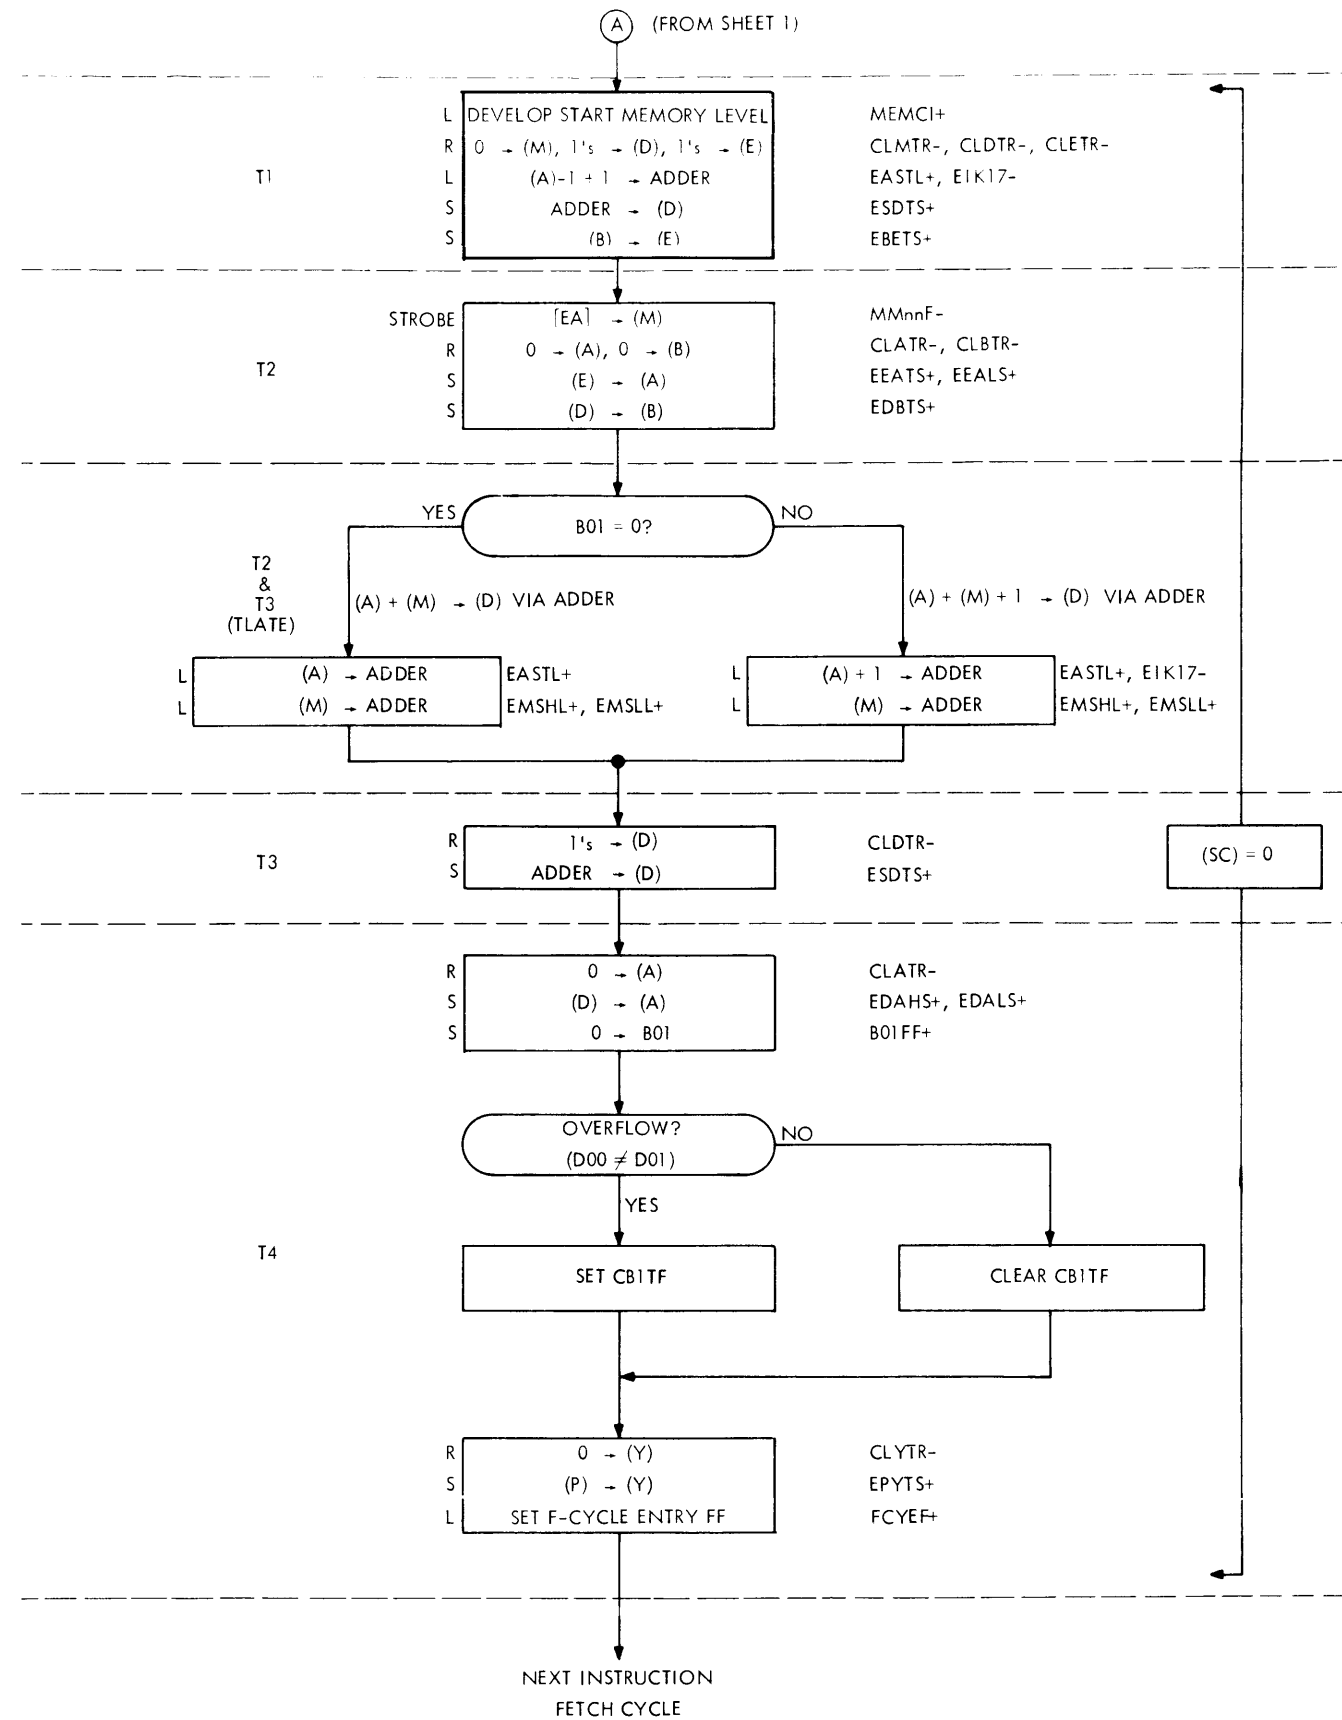 A (FROM SHEET 1)
L DEVELOP START MEMORY LEVEL MEMCI+
R 0 → (M), 1's → (D), 1's → (E) CLMTR-, CLDTR-, CLETR-
T1 L (A)-1 + 1 → ADDER EASTL+, EIK17-
S ADDER → (D) ESDTS+
S (B) → (E) EBETS+
STROBE [EA] → (M) MMnnF-
R 0 → (A), 0 → (B) CLATR-, CLBTR-
T2 S (E) → (A) EEATS+, EEALS+
S (D) → (B) EDBTS+
YES B01 = 0? NO
T2
&
T3
(TLATE)
(A) + (M) → (D) VIA ADDER (A) + (M) + 1 → (D) VIA ADDER
L (A) → ADDER EASTL+ L (A) + 1 → ADDER EASTL+, EIK17-
L (M) → ADDER EMSHL+, EMSLL+ L (M) → ADDER EMSHL+, EMSLL+
R 1's → (D) CLDTR-
T3 S ADDER → (D) ESDTS+
(SC) = 0
R 0 → (A) CLATR-
S (D) → (A) EDAHS+, EDALS+
S 0 → B01 B01FF+
OVERFLOW? NO
(D00 ≠ D01)
YES
T4
SET CB1TF CLEAR CB1TF
R 0 → (Y) CLYTR-
S (P) → (Y) EPYTS+
L SET F-CYCLE ENTRY FF FCYEF+
NEXT INSTRUCTION
FETCH CYCLE